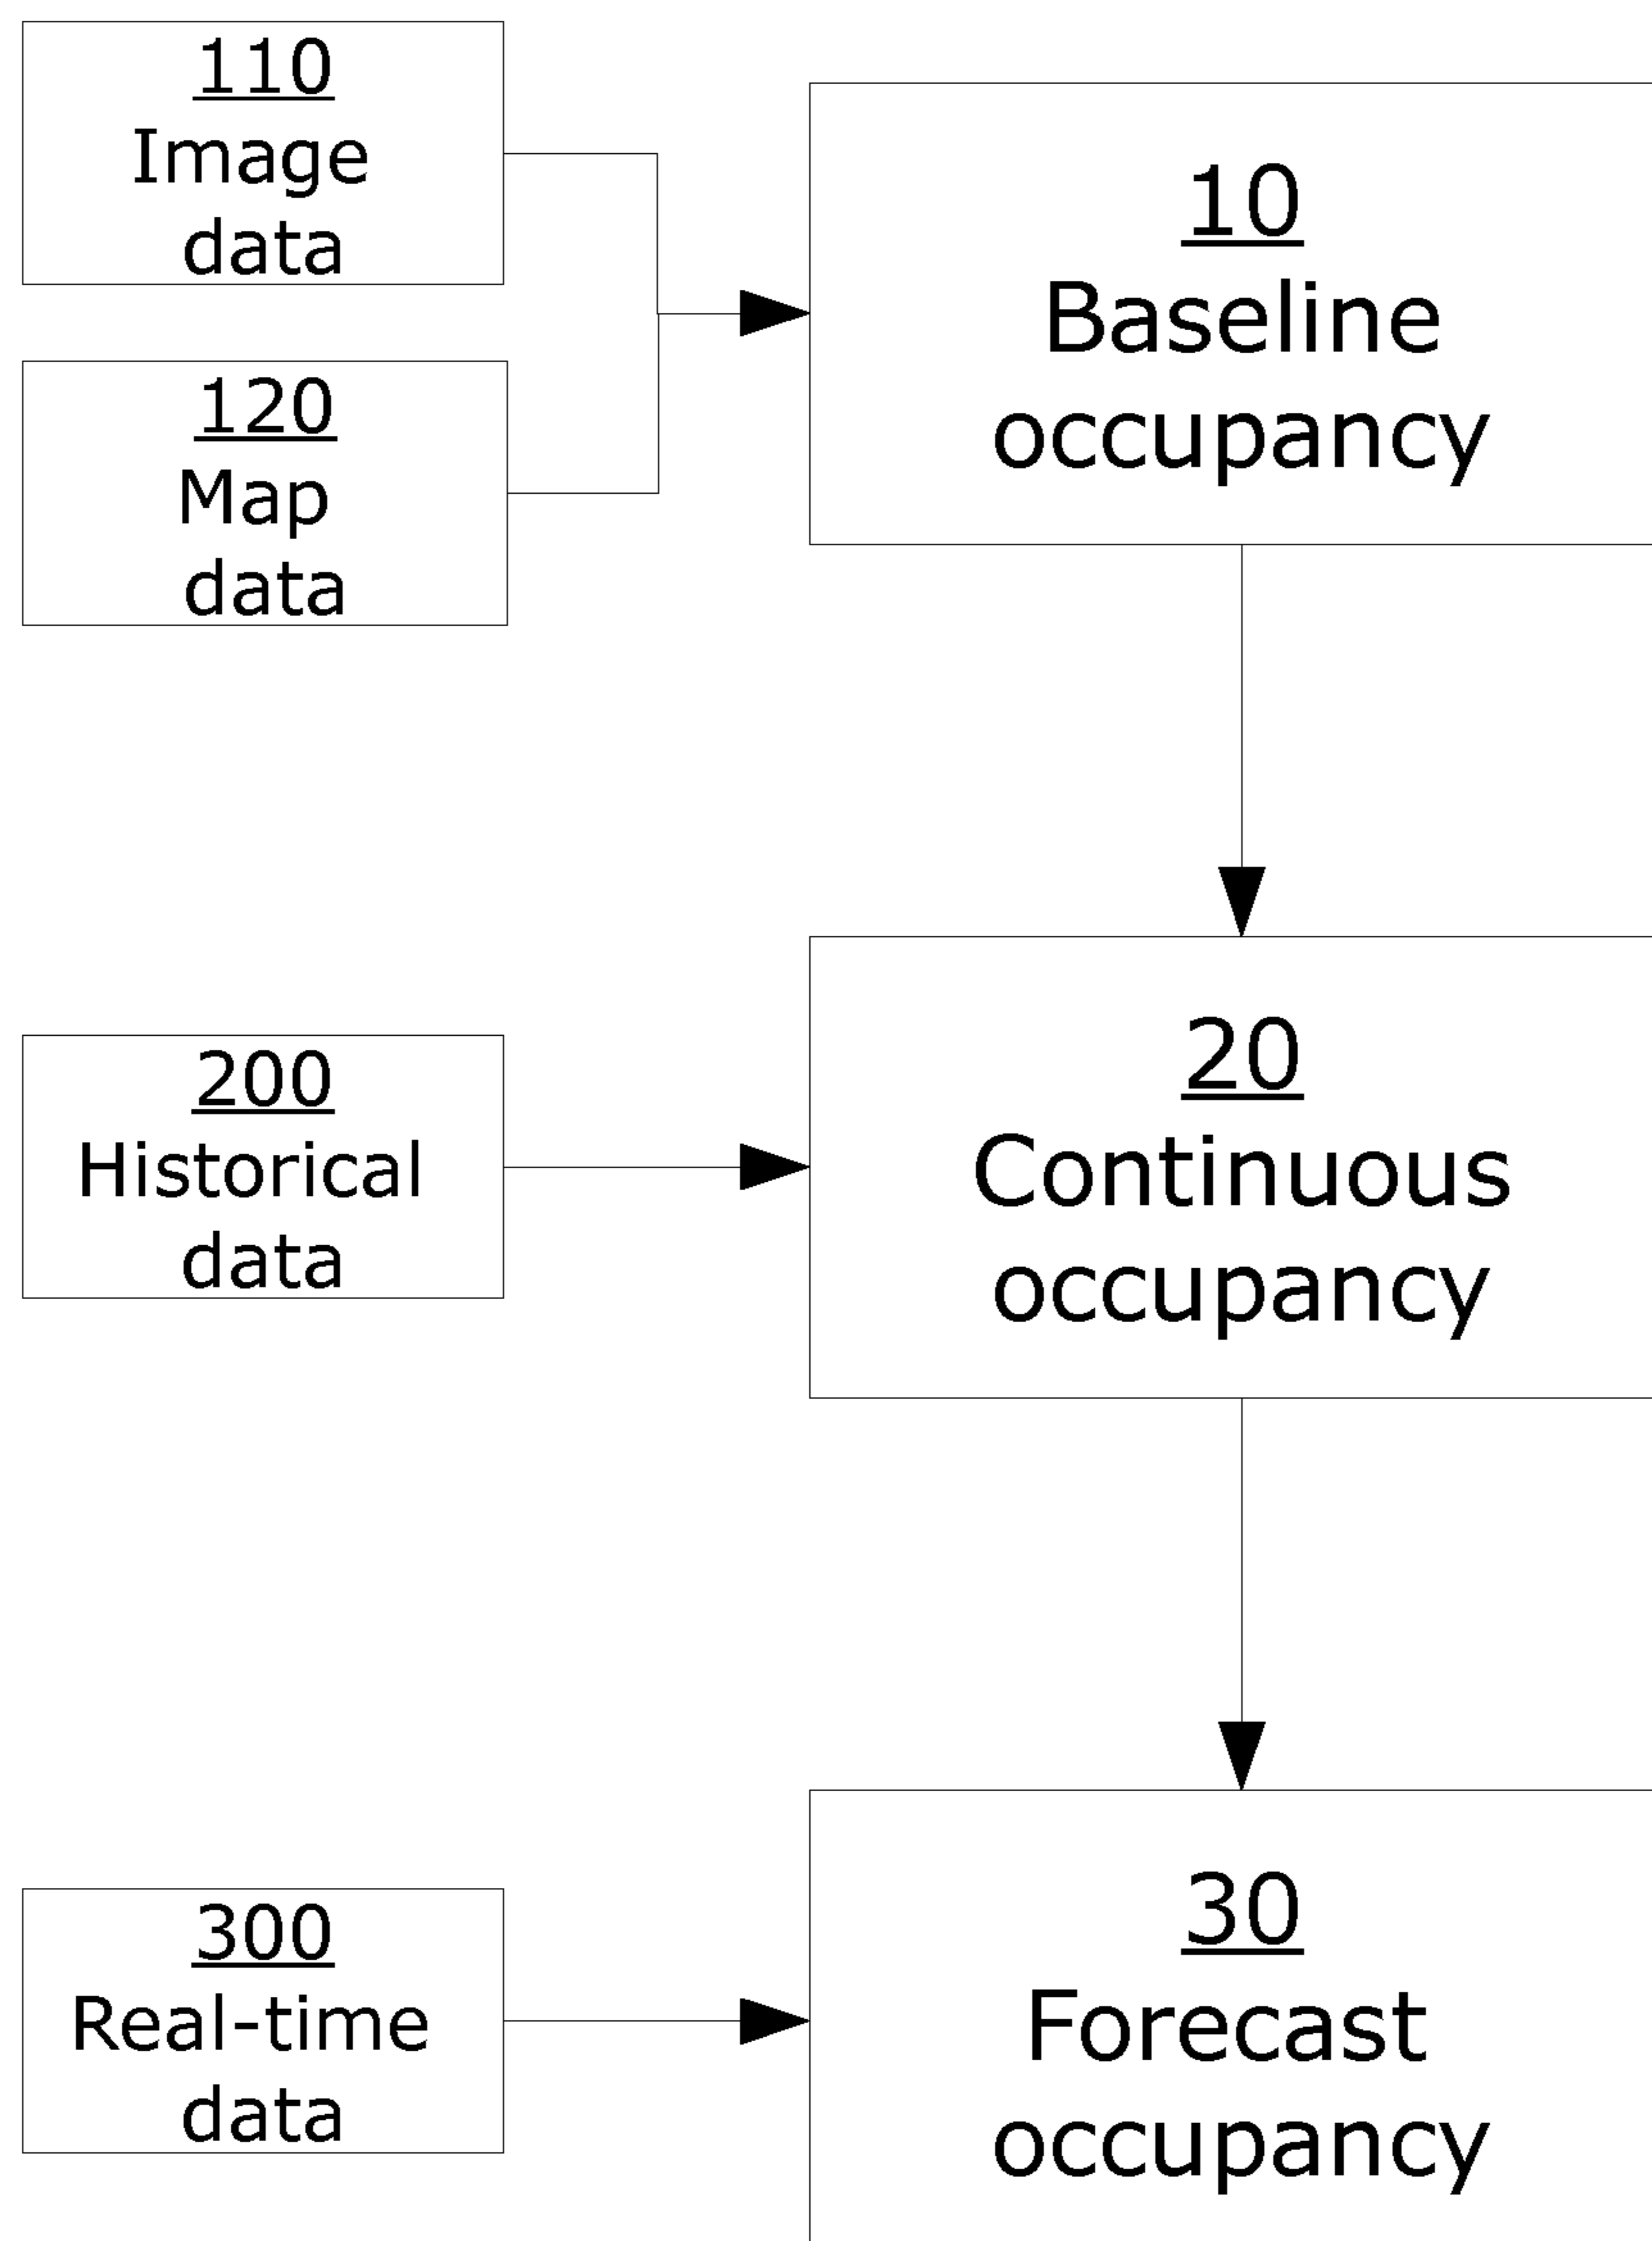 110
Image
data
10
Baseline
occupancy
120
Map
data
200
Historical
data
20
Continuous
occupancy
300
Real-time
data
30
Forecast
occupancy